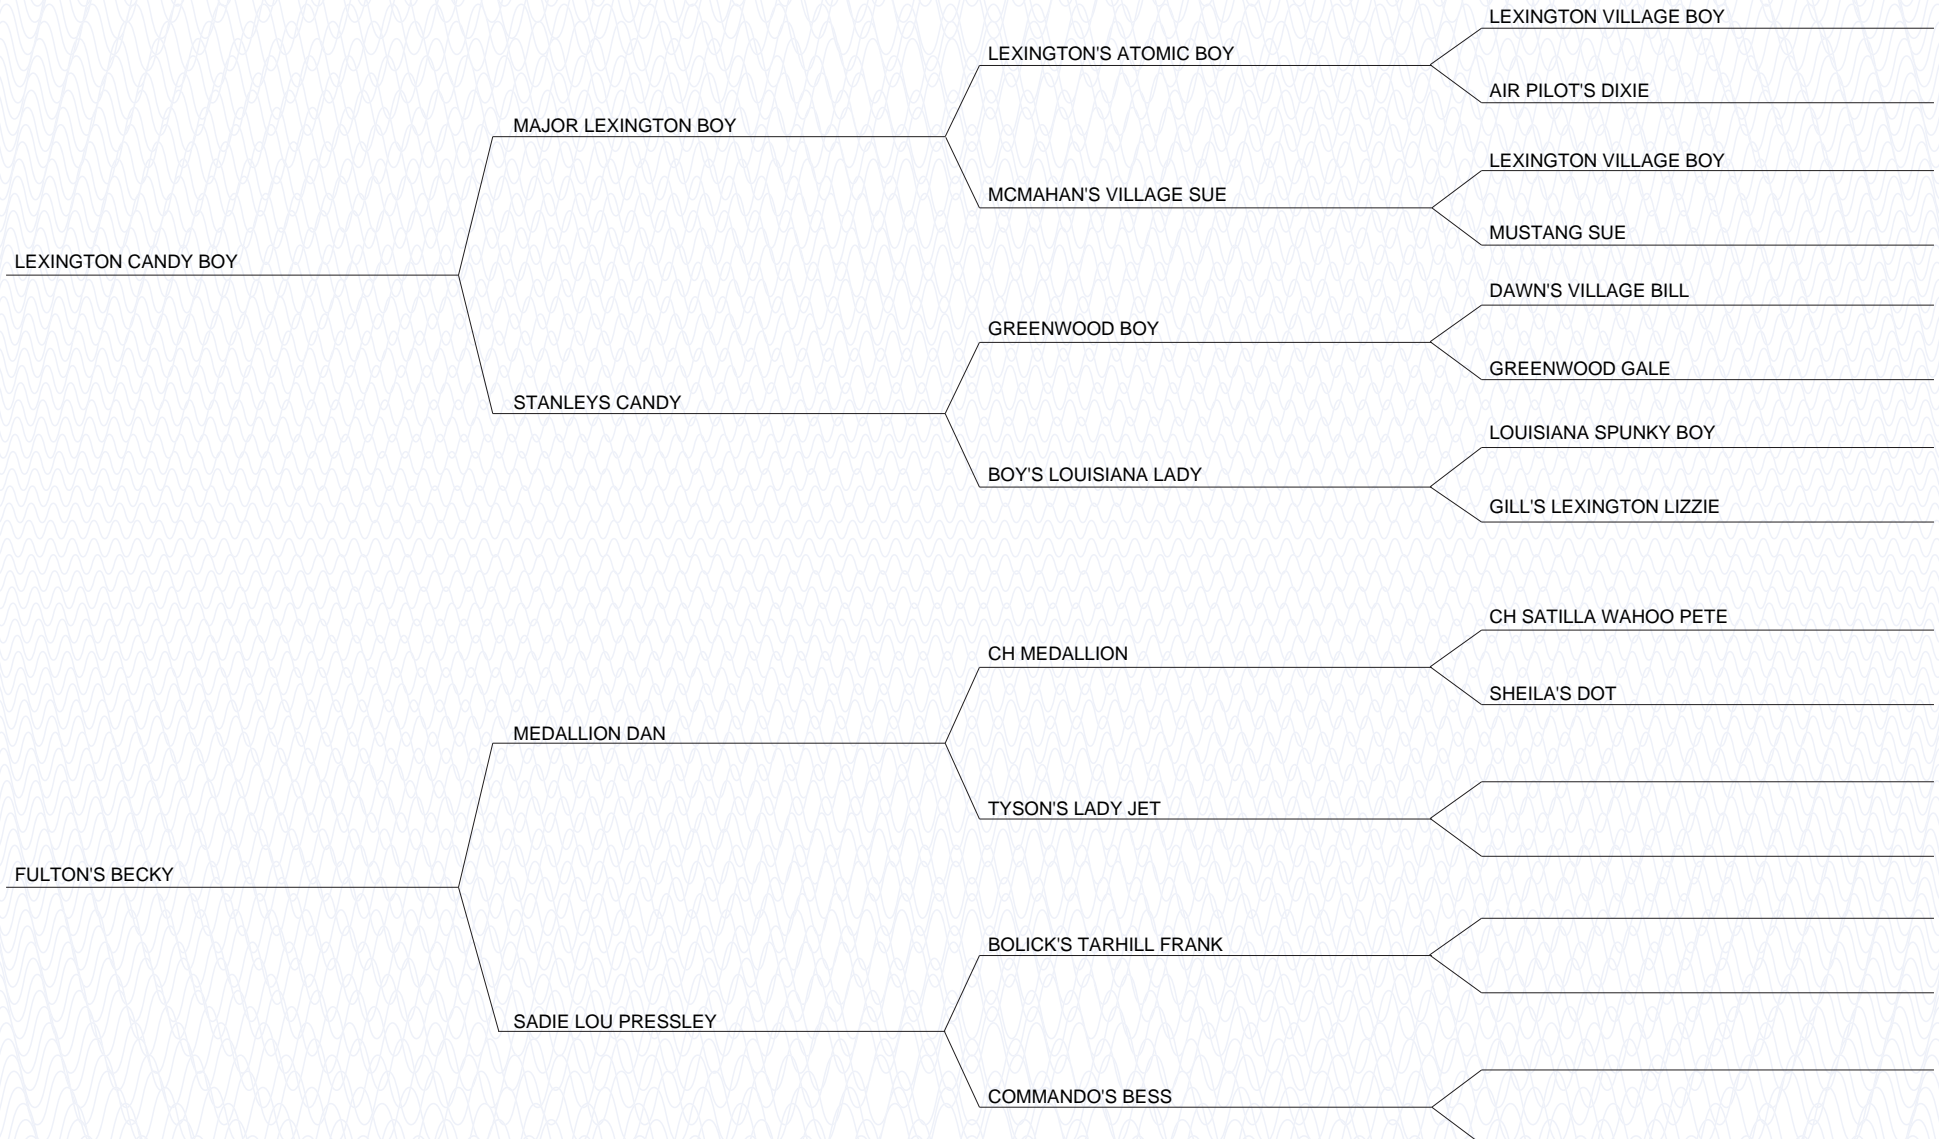 LEXINGTON VILLAGE BOY
LEXINGTON'S ATOMIC BOY
AIR PILOT'S DIXIE
MAJOR LEXINGTON BOY
LEXINGTON VILLAGE BOY
MCMAHAN'S VILLAGE SUE
MUSTANG SUE
LEXINGTON CANDY BOY
DAWN'S VILLAGE BILL
GREENWOOD BOY
GREENWOOD GALE
STANLEYS CANDY
LOUISIANA SPUNKY BOY
BOY'S LOUISIANA LADY
GILL'S LEXINGTON LIZZIE
CH SATILLA WAHOO PETE
CH MEDALLION
SHEILA'S DOT
MEDALLION DAN
TYSON'S LADY JET
FULTON'S BECKY
BOLICK'S TARHILL FRANK
SADIE LOU PRESSLEY
COMMANDO'S BESS